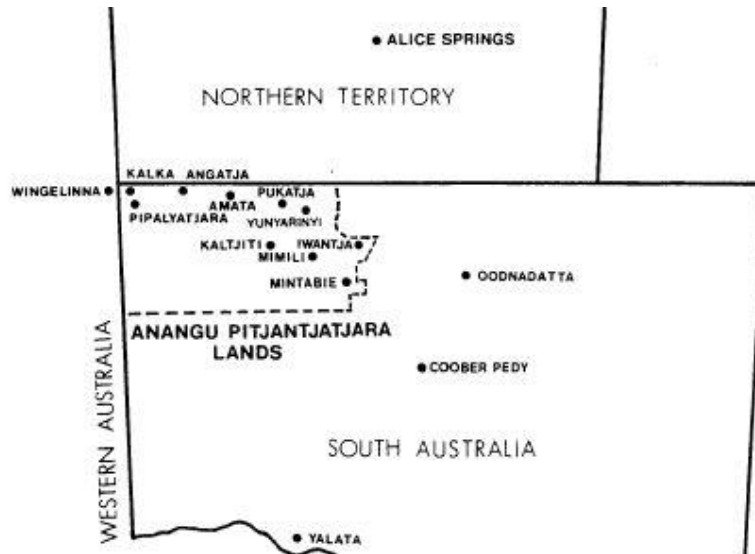 ALICE SPRINGS
NORTHERN TERRITORY
KALKA ANGATJA
WINGELINNA
PUKATJA
AMATA
PIPALYATJARA
YUNYARINYI
KALTJITI
IWANTJA
MIMILI
MINTABIE
OODNADATTA
ANANGU PITJANTJATJARA
LANDS
COOBER PEDY
WESTERN AUSTRALIA
SOUTH AUSTRALIA
YALATA